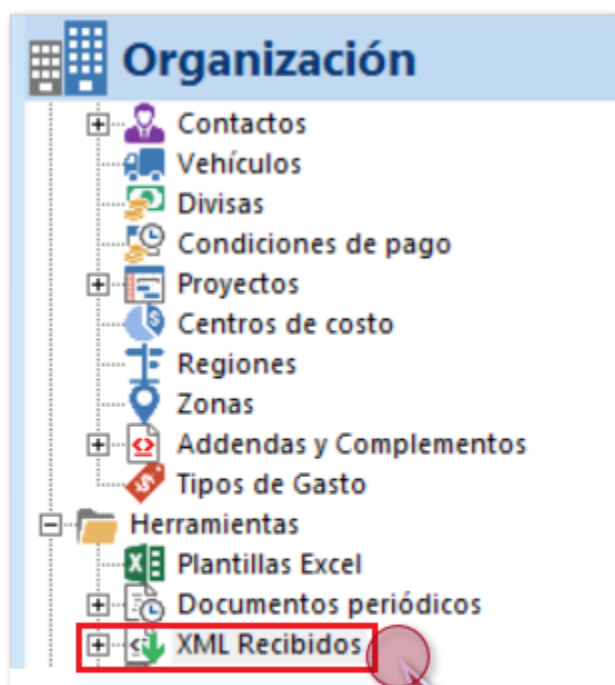 Organización
Contactos
Vehículos
Divisas
Condiciones de pago
Proyectos
Centros de costo
Regiones
Zonas
Addendas y Complementos
Tipos de Gasto
Herramientas
Plantillas Excel
Documentos periódicos
XML Recibidos